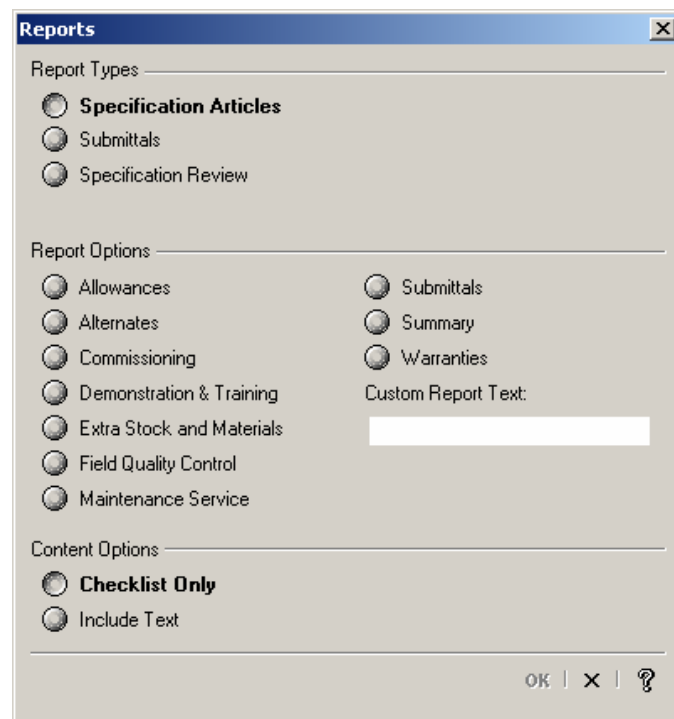 Reports
Report Types
Specification Articles
Submittals
Specification Review
Report Options
Allowances
Alternates
Commissioning
Demonstration & Training
Extra Stock and Materials
Field Quality Control
Maintenance Service
Submittals
Summary
Warranties
Custom Report Text:
Content Options
Checklist Only
Include Text
OK | X | ?